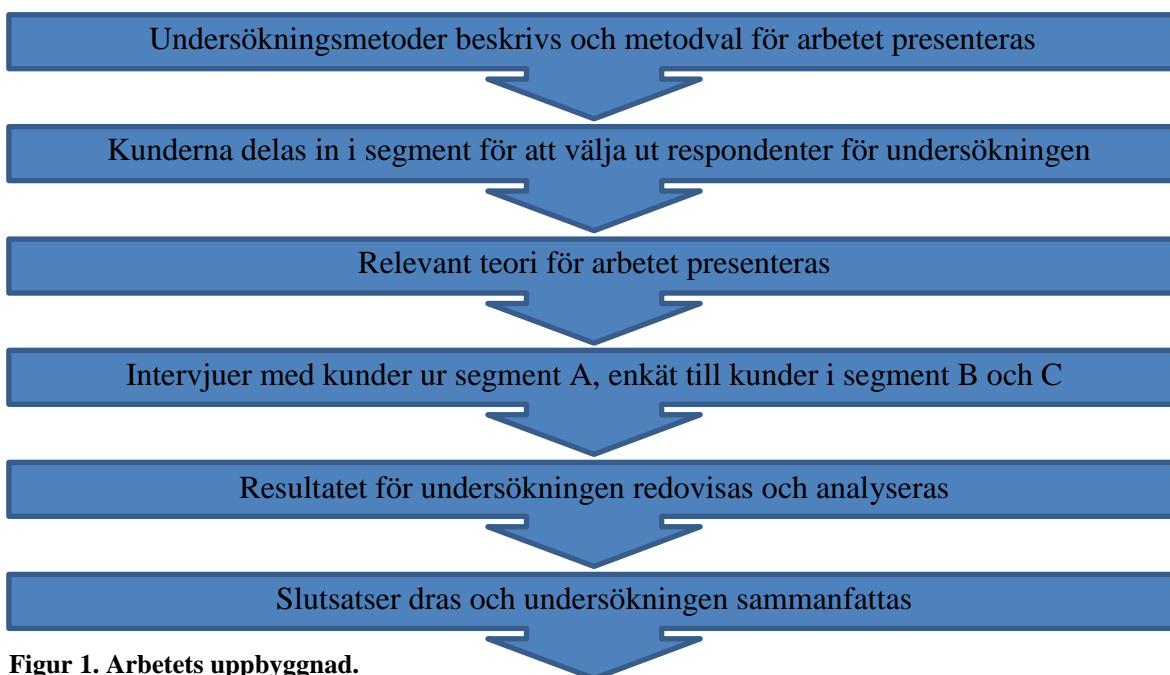 Undersökningsmetoder beskrivs och metodval för arbetet presenteras
Kunderna delas in i segment för att välja ut respondenter för undersökningen
Relevant teori för arbetet presenteras
Intervjuer med kunder ur segment A, enkät till kunder i segment B och C
Resultatet för undersökningen redovisas och analyseras
Slutsatser dras och undersökningen sammanfattas
Figur 1. Arbetets uppbyggnad.